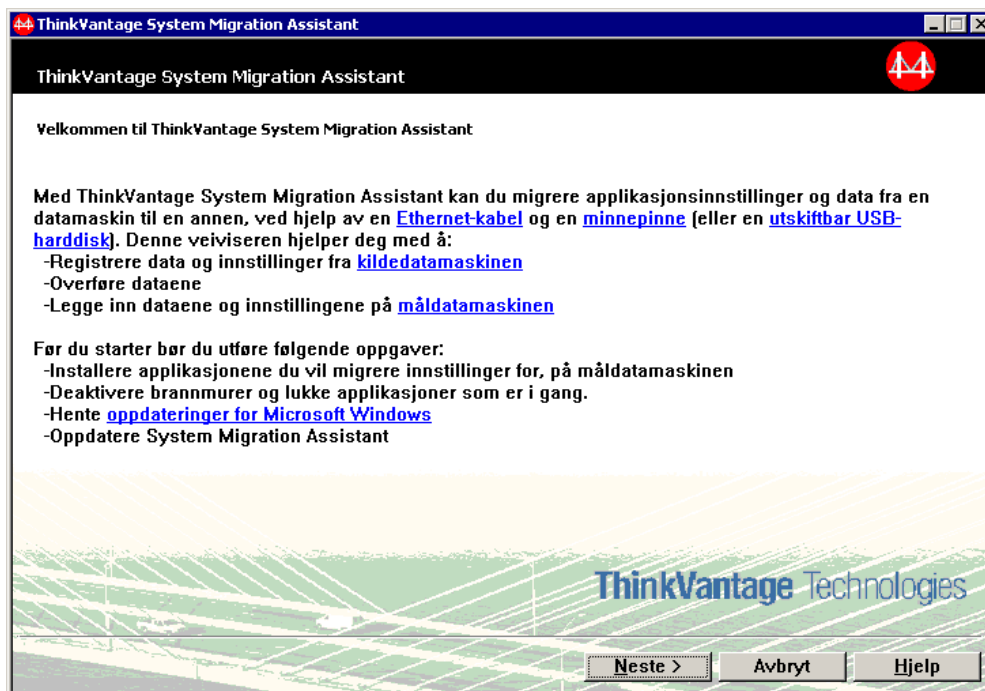 ThinkVantage System Migration Assistant
ThinkVantage System Migration Assistant
Velkommen til ThinkVantage System Migration Assistant
Med ThinkVantage System Migration Assistant kan du migrere applikasjonsinnstillinger og data fra en
datamaskin til en annen, ved hjelp av en Ethernet-kabel og en minnepinne (eller en utskiftbar USB-
harddisk). Denne veiviseren hjelper deg med å:
-Registrere data og innstillinger fra kildedatamaskinen
-Overføre dataene
-Legge inn dataene og innstillingene på måldatamaskinen
Før du starter bør du utføre følgende oppgaver:
-Installere applikasjonene du vil migrere innstillinger for, på måldatamaskinen
-Deaktivere brannmurer og lukke applikasjoner som er i gang.
-Hente oppdateringer for Microsoft Windows
-Oppdatere System Migration Assistant
ThinkVantage Technologies
Neste > Avbryt Hjelp